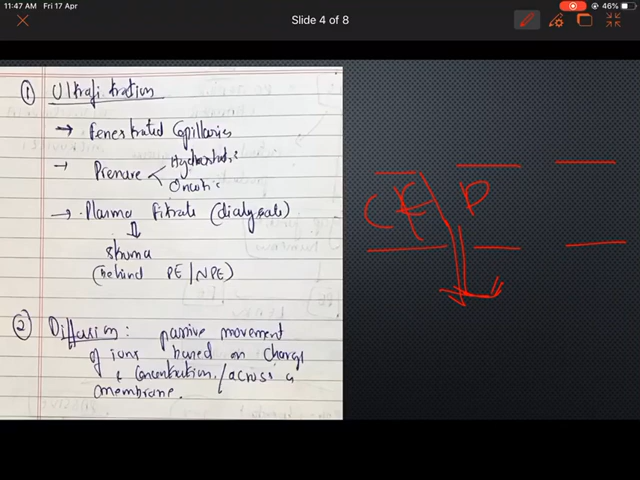 11:47 AM Fri 17 Apr
46%
Slide 4 of 8
① Ultrafiltration
→ Fenestrated Capillaries
→ Pressure < Hydrostatic
Oncotic
→ Plasma filtrate (dialysate)
⇓
stroma
(behind PE/NPE)
② Diffusion: passive movement
of ions based on charge
& concentration/across a
membrane.
P